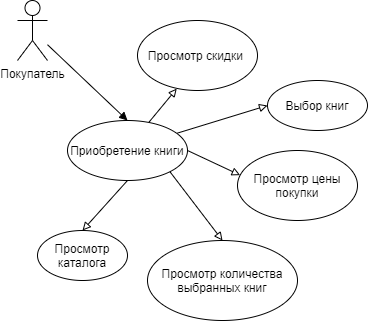 Покупатель
Просмотр скидки
Выбор книг
Приобретение книги
Просмотр цены
покупки
Просмотр
каталога
Просмотр количества
выбранных книг